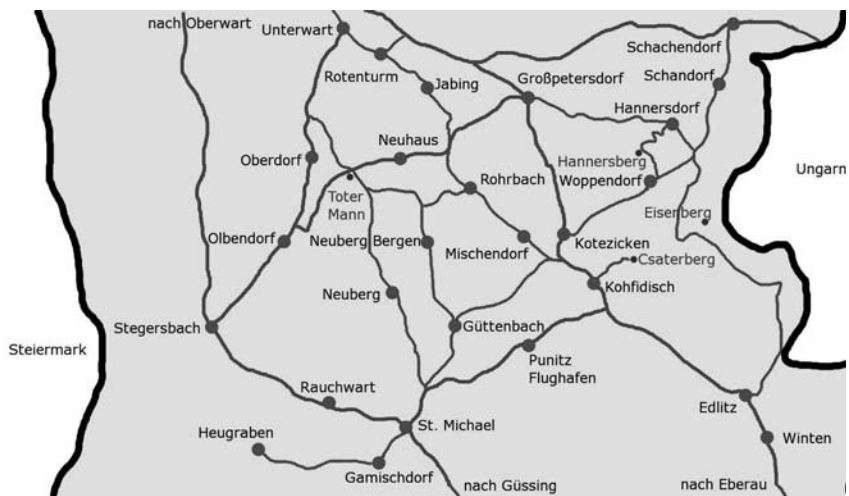 nach Oberwart
Unterwart
Schachendorf
Rotenturm
Jabing
Großpetersdorf
Schandorf
Hannersdorf
Neuhaus
Oberdorf
Hannersberg
Ungarn
Toter
Mann
Rohrbach
Woppendorf
Eisenberg
Olbendorf
Neuberg Bergen
Mischendorf
Kotezicken
Csaterberg
Neuberg
Kohfidisch
Stegersbach
Güttenbach
Steiermark
Punitz
Flughafen
Rauchwart
Edlitz
St. Michael
Heugraben
Winten
Gamischdorf
nach Güssing
nach Eberau